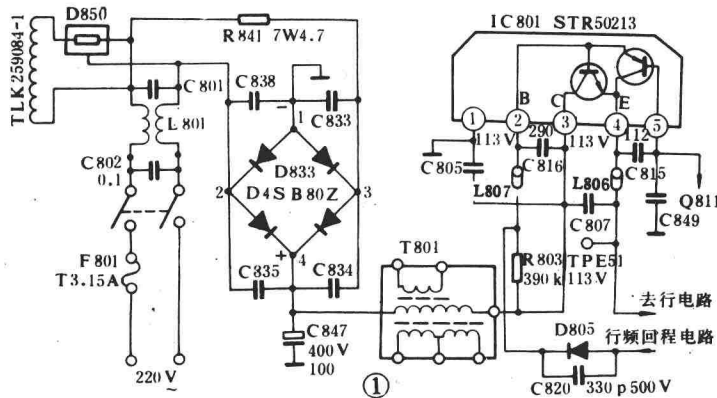 TLK259084-1
D850
R841 7W4.7
C801
L801
C802
0.1
F801
T3.15A
220V
~
C838
C833
−
1
D833
D4SB80Z
2
3
+
4
C835
C834
C847
400V
100
T801
①
IC801 STR50213
B
C
E
1
2
3
4
5
113V
290
113V
112
C805
C816
C815
L807
L806
Q811
C849
C807
R803
390k
TPE51
113V
去行电路
D805
行频回程电路
C820
330p500V